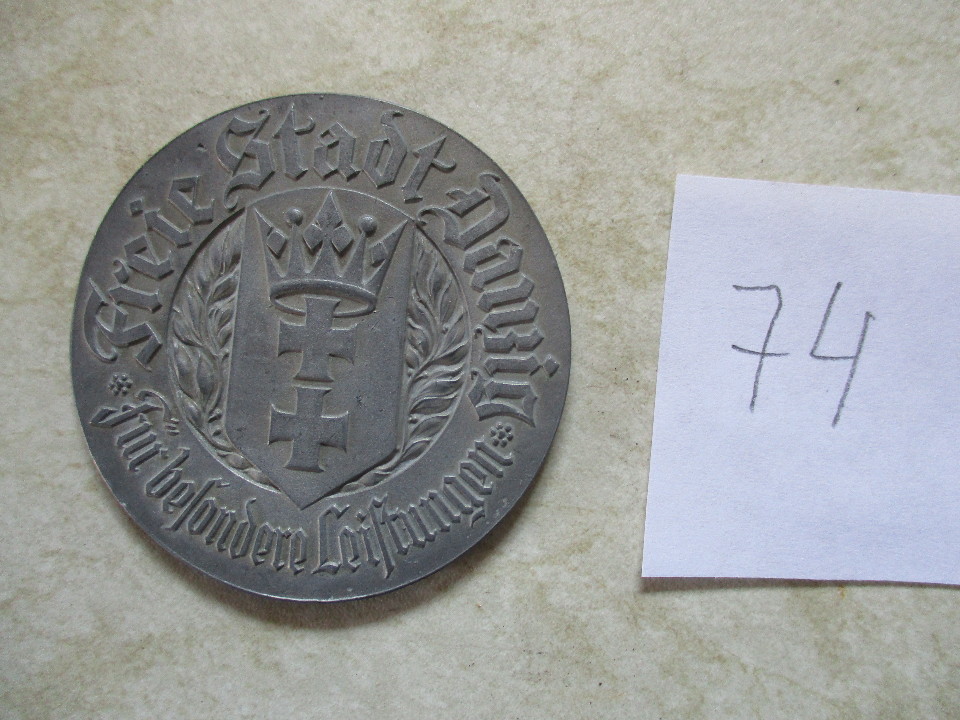 Freie Stadt Danzig
für besondere Leistungen
74